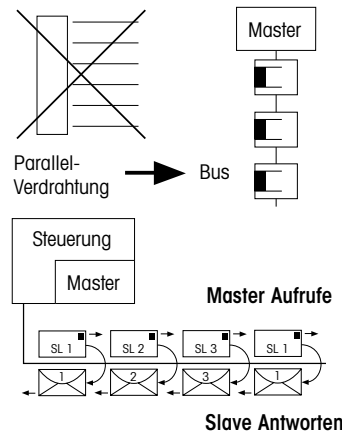 Master
Parallel-
Verdrahtung
Bus
Steuerung
Master
Master Aufrufe
SL 1
SL 2
SL 3
SL 1
1
2
3
1
Slave Antworten